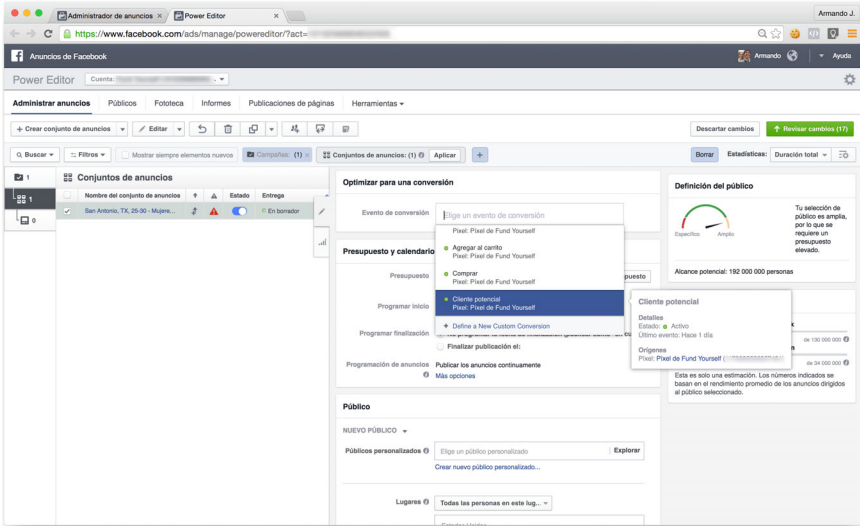 Administrador de anuncios
Power Editor
Armando J.
https://www.facebook.com/ads/manage/powereditor/?act=
Anuncios de Facebook
Armando
Ayuda
Power Editor
Cuenta:
Administrar anuncios
Públicos
Fototeca
Informes
Publicaciones de páginas
Herramientas
+ Crear conjunto de anuncios
Editar
Descartar cambios
Revisar cambios (17)
Buscar
Filtros
Mostrar siempre elementos nuevos
Campañas: (1)
Conjuntos de anuncios: (1)
Aplicar
Borrar
Estadísticas:
Duración total
1
1
0
Conjuntos de anuncios
Nombre del conjunto de anuncios
Estado
Entrega
San Antonio, TX, 25-30 - Mujere...
En borrador
Optimizar para una conversión
Evento de conversión
Elige un evento de conversión
Pixel: Pixel de Fund Yourself
Agregar al carrito
Pixel: Pixel de Fund Yourself
Comprar
Pixel: Pixel de Fund Yourself
Cliente potencial
Pixel: Pixel de Fund Yourself
+ Define a New Custom Conversion
Presupuesto y calendario
Presupuesto
puesto
Programar inicio
Programar finalización
Finalizar publicación el:
Programación de anuncios
Publicar los anuncios continuamente
Más opciones
Público
NUEVO PÚBLICO
Públicos personalizados
Elige un público personalizado
Explorar
Crear nuevo público personalizado...
Lugares
Todas las personas en este lug...
Estados Unidos
Definición del público
Específico
Amplio
Tu selección de
público es amplia,
por lo que se
requiere un
presupuesto
elevado.
Alcance potencial: 192 000 000 personas
Cliente potencial
Detalles
Estado: Activo
Último evento: Hace 1 día
Orígenes
Pixel: Pixel de Fund Yourself (
de 130 000 000
de 34 000 000
Esta es solo una estimación. Los números indicados se
basan en el rendimiento promedio de los anuncios dirigidos
al público seleccionado.